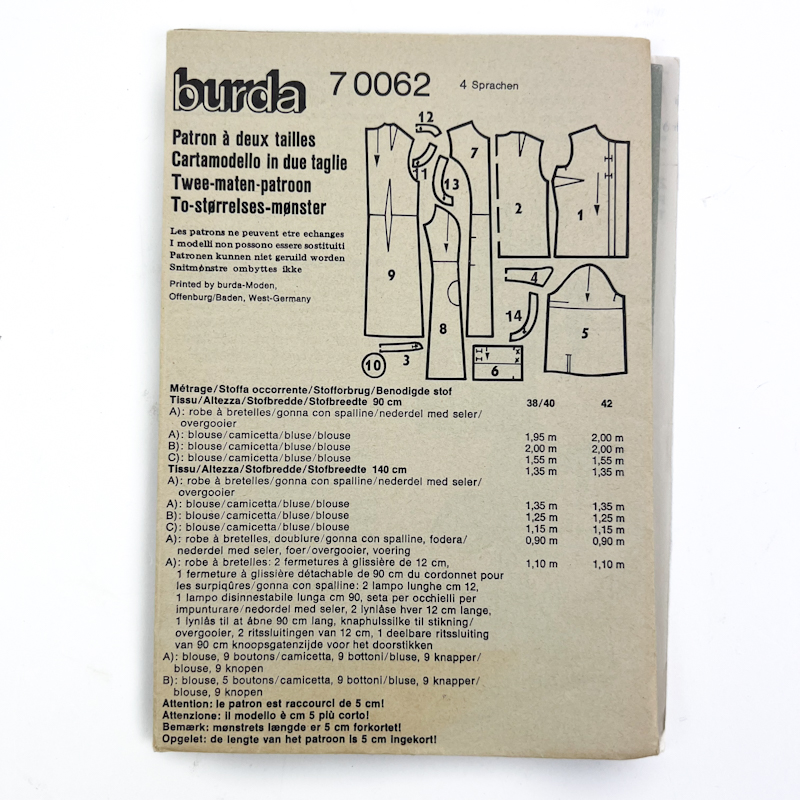 burda 7 0062 4 Sprachen
Patron à deux tailles
Cartamodello in due taglie
Twee-maten-patroon
To-størrelses-mønster
Les patrons ne peuvent etre echanges
I modelli non possono essere sostituiti
Patronen kunnen niet geruild worden
Snitmønstre ombyttes ikke
Printed by burda-Moden,
Offenburg/Baden, West-Germany
12
7
11
13
2
1
9
4
14
8
5
3
10
6
Métrage/Stoffa occorrente/Stofforbrug/Benodigde stof
Tissu/Altezza/Stofbredde/Stofbreedte 90 cm 38/40 42
A): robe à bretelles/gonna con spalline/nederdel med seler/
overgooier
A): blouse/camicetta/bluse/blouse 1,95 m 2,00 m
B): blouse/camicetta/bluse/blouse 2,00 m 2,00 m
C): blouse/camicetta/bluse/blouse 1,55 m 1,55 m
Tissu/Altezza/Stofbredde/Stofbreedte 140 cm 1,35 m 1,35 m
A): robe à bretelles/gonna con spalline/nederdel med seler/
overgooier
A): blouse/camicetta/bluse/blouse 1,35 m 1,35 m
B): blouse/camicetta/bluse/blouse 1,25 m 1,25 m
C): blouse/camicetta/bluse/blouse 1,15 m 1,15 m
A): robe à bretelles, doublure/gonna con spalline, fodera/ 0,90 m 0,90 m
nederdel med seler, foer/overgooier, voering
A): robe à bretelles: 2 fermetures à glissière de 12 cm, 1,10 m 1,10 m
1 fermeture à glissière détachable de 90 cm du cordonnet pour
les surpiqûres/gonna con spalline: 2 lampo lunghe cm 12,
1 lampo disinnestabile lunga cm 90, seta per occhielli per
impunturare/nedordel med seler, 2 lynlåse hver 12 cm lange,
1 lynlås til at åbne 90 cm lang, knaphulssilke til stikning/
overgooier, 2 ritssluitingen van 12 cm, 1 deelbare ritssluiting
van 90 cm knoopsgatenzijde voor het doorstikken
A): blouse, 9 boutons/camicetta, 9 bottoni/bluse, 9 knapper/
blouse, 9 knopen
B): blouse, 5 boutons/camicetta, 9 bottoni/bluse, 9 knapper/
blouse, 9 knopen
Attention: le patron est raccourci de 5 cm!
Attenzione: il modello è cm 5 più corto!
Bemærk: mønstrets længde er 5 cm forkortet!
Opgelet: de lengte van het patroon is 5 cm ingekort!